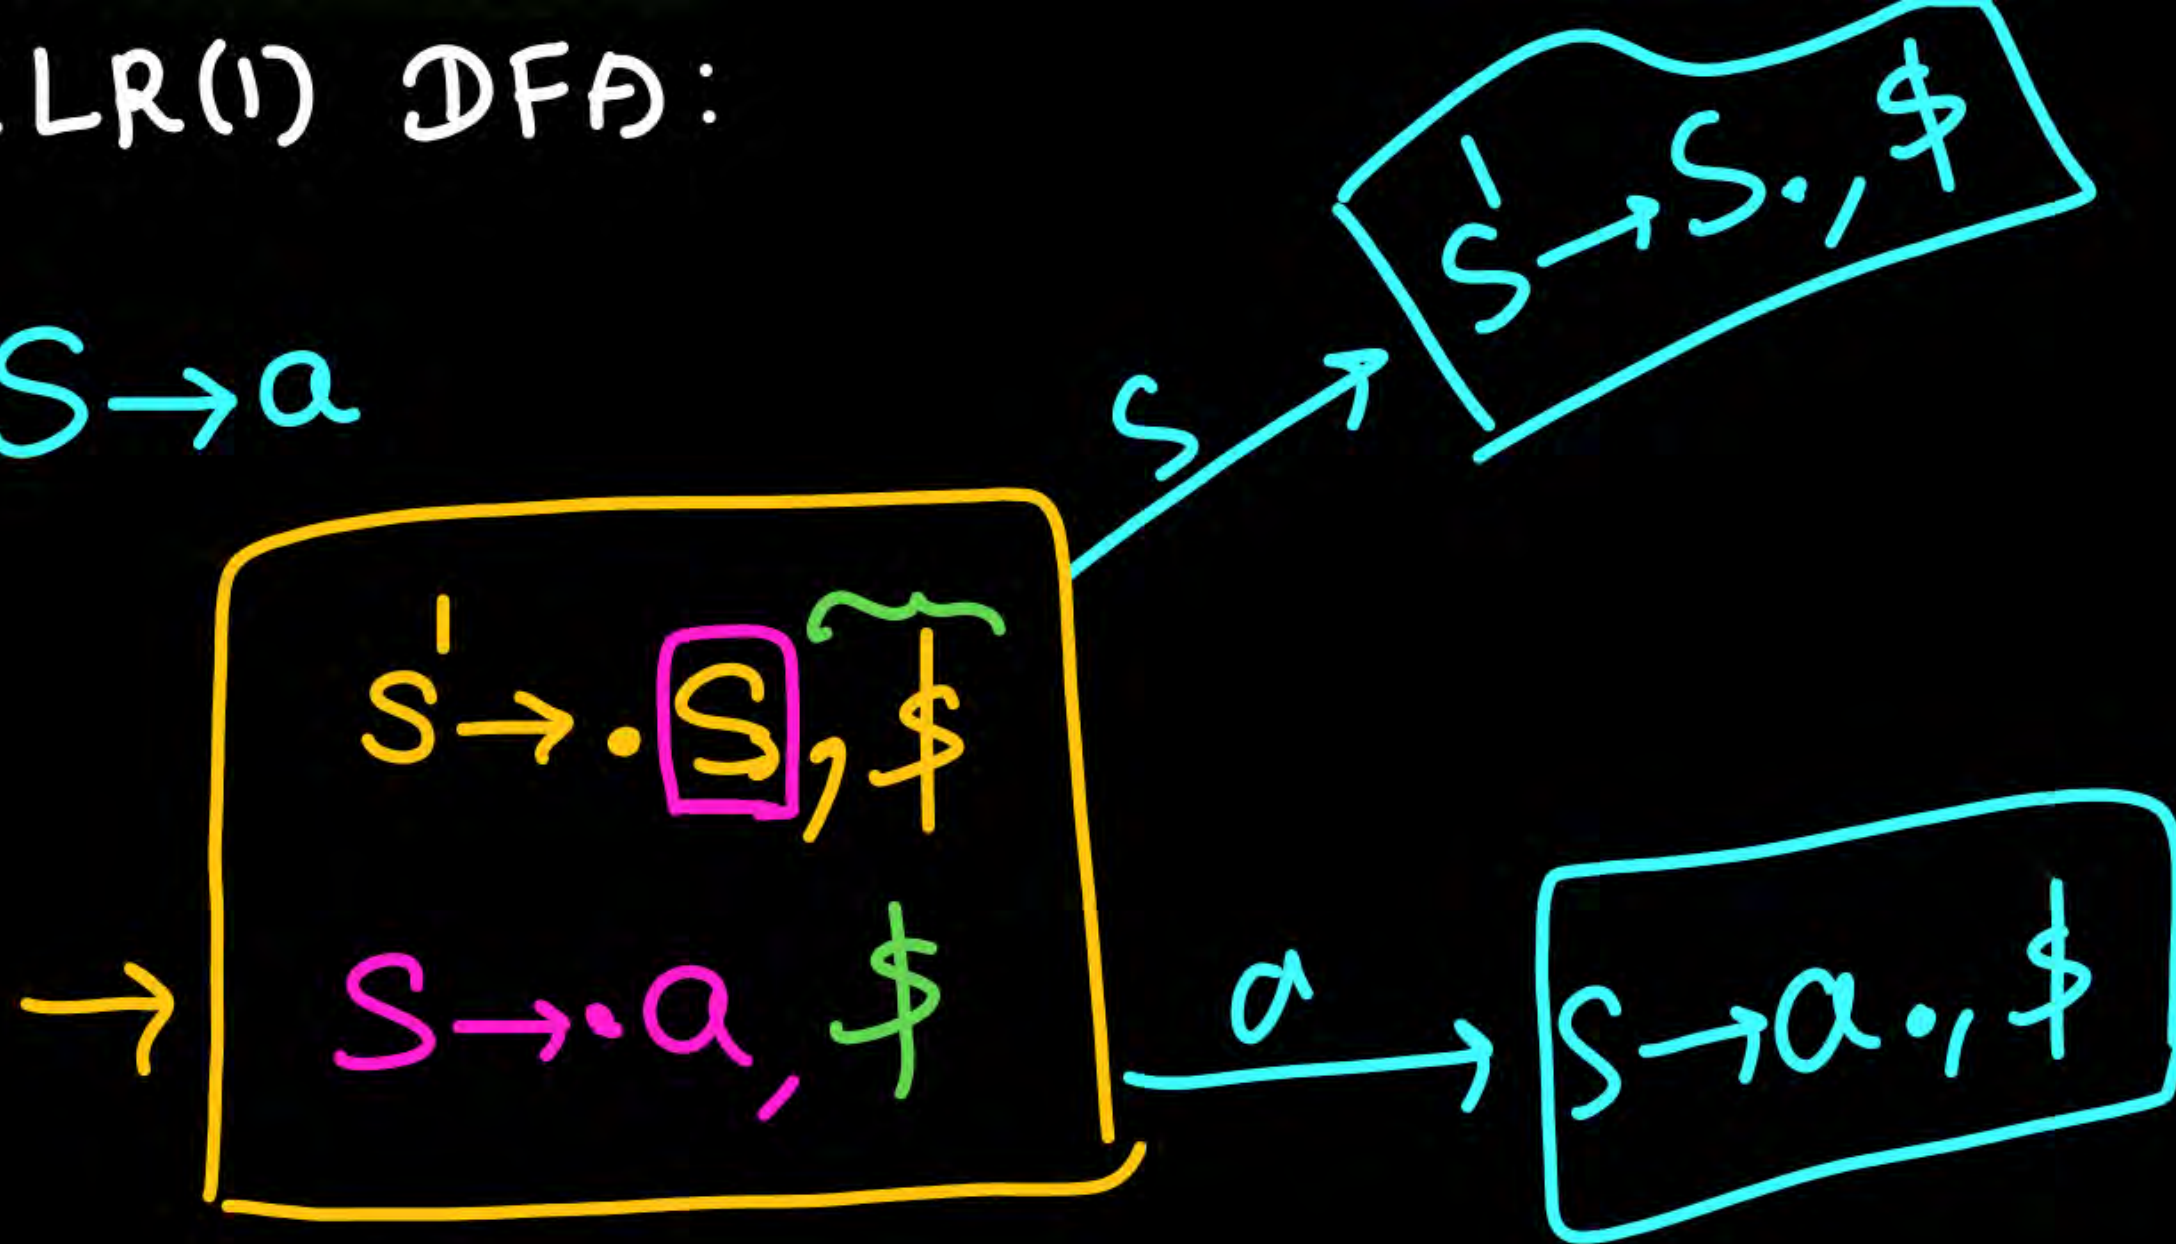 LR(1) DFA:
S' → S., $
S → a
S
S' → .S, $
S → .a, $
a
S → a., $